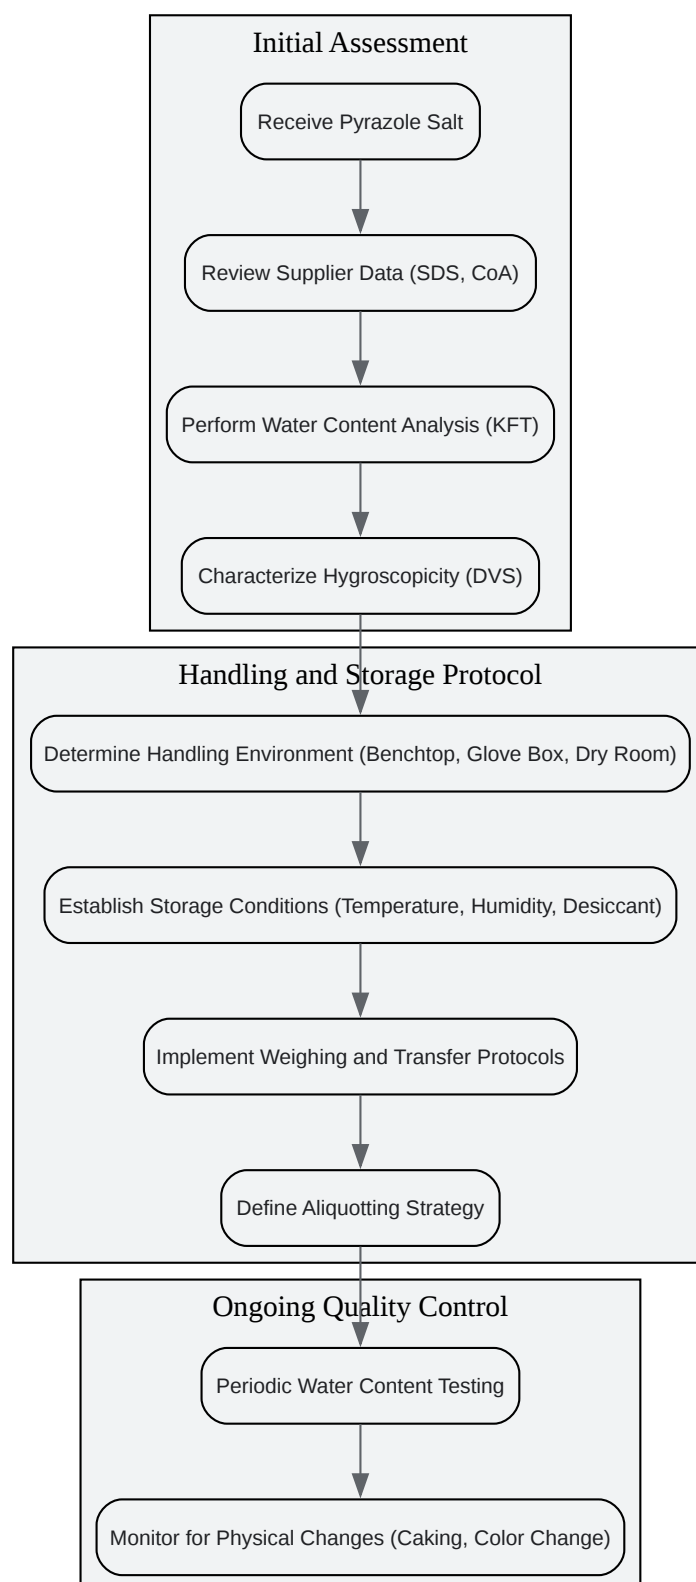 Initial Assessment
Receive Pyrazole Salt
Review Supplier Data (SDS, CoA)
Perform Water Content Analysis (KFT)
Characterize Hygroscopicity (DVS)
Handling and Storage Protocol
Determine Handling Environment (Benchtop, Glove Box, Dry Room)
Establish Storage Conditions (Temperature, Humidity, Desiccant)
Implement Weighing and Transfer Protocols
Define Aliquotting Strategy
Ongoing Quality Control
Periodic Water Content Testing
Monitor for Physical Changes (Caking, Color Change)